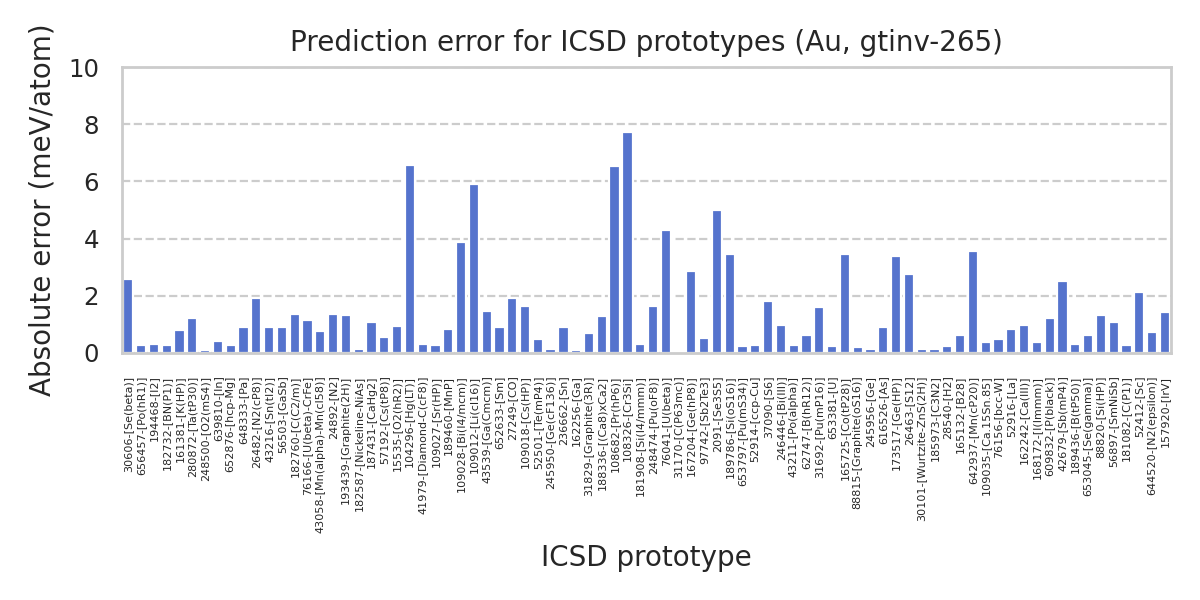 Prediction error for ICSD prototypes (Au, gtinv-265)
Absolute error (meV/atom)
10
8
6
4
2
0
30606-[Se(beta)]
656457-[Po(hR1)]
194468-[I2]
182732-[BN(P1)]
161381-[K(HP)]
280872-[Ta(tP30)]
248500-[O2(mS4)]
639810-[In]
652876-[hcp-Mg]
648333-[Pa]
26482-[N2(cP8)]
43216-[Sn(tI2)]
56503-[GaSb]
182760-[C(C2/m)]
76166-[U(beta)-CrFe]
43058-[Mn(alpha)-Mn(cI58)]
24892-[N2]
193439-[Graphite(2H)]
182587-[Nickeline-NiAs]
187431-[CaHg2]
57192-[Cs(tP8)]
15535-[O2(hR2)]
104296-[Hg(LT)]
41979-[Diamond-C(cF8)]
109027-[Sr(HP)]
189460-[MnP]
109028-[Bi(I4/mcm)]
109012-[Li(cI16)]
43539-[Ga(Cmcm)]
652633-[Sm]
27249-[CO]
109018-[Cs(HP)]
52501-[Te(mP4)]
245950-[Ge(cF136)]
236662-[Sn]
162256-[Ga]
31829-[Graphite(3R)]
188336-[(Ca8)xCa2]
108682-[Pr(hP6)]
108326-[Cr3Si]
181908-[Si(I4/mmm)]
248474-[Pu(oF8)]
76041-[U(beta)]
31170-[C(P63mc)]
167204-[Ge(hP8)]
97742-[Sb2Te3]
2091-[Se3S5]
189786-[Si(oS16)]
653797-[Pu(mS34)]
52914-[ccp-Cu]
37090-[S6]
246446-[Bi(III)]
43211-[Po(alpha)]
62747-[B(hR12)]
31692-[Pu(mP16)]
653381-[U]
165725-[Co(tP28)]
88815-[Graphite(oS16)]
245956-[Ge]
616526-[As]
173517-[Ge(HP)]
26463-[S12]
30101-[Wurtzite-ZnS(2H)]
185973-[C3N2]
28540-[H2]
165132-[B28]
642937-[Mn(cP20)]
109035-[Ca.15Sn.85]
76156-[bcc-W]
52916-[La]
162242-[Ca(III)]
168172-[I(Immm)]
609832-[P(black)]
42679-[Sb(mP4)]
189436-[B(tP50)]
653045-[Se(gamma)]
88820-[Si(HP)]
56897-[SmNiSb]
181082-[C(P1)]
52412-[Sc]
644520-[N2(epsilon)]
157920-[IrV]
ICSD prototype